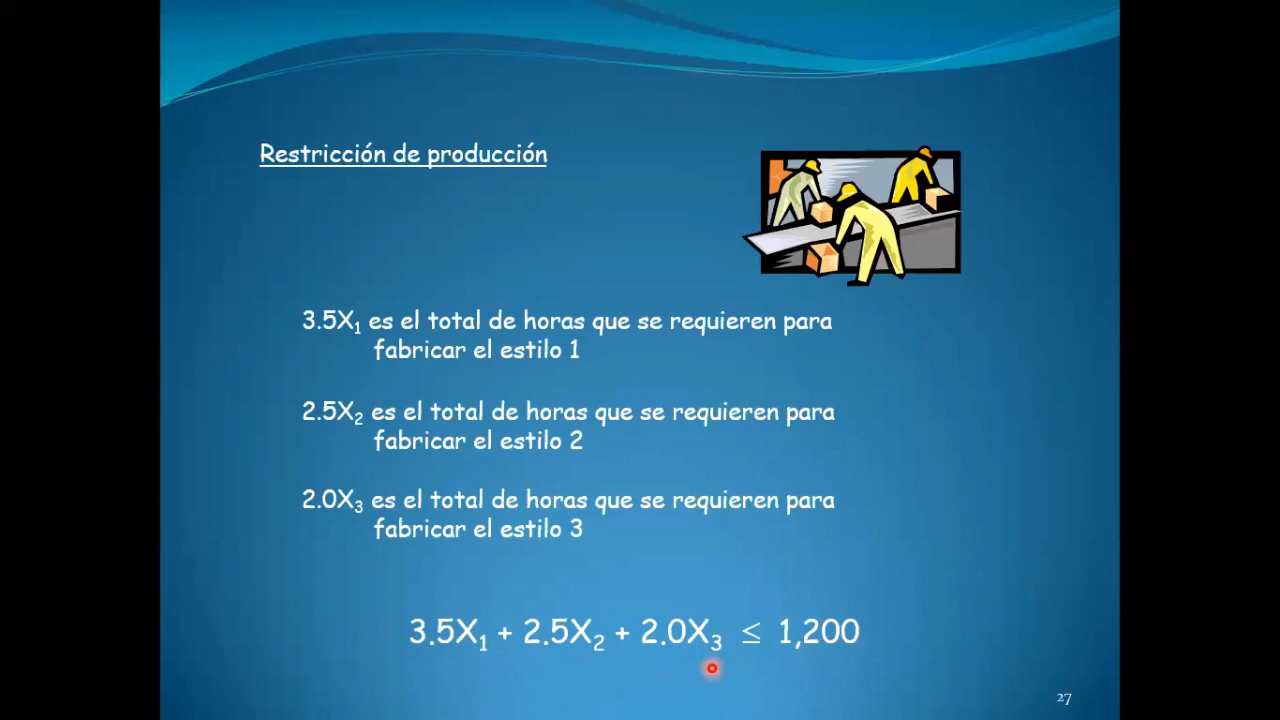 Restricción de producción
3.5X₁ es el total de horas que se requieren para
fabricar el estilo 1
2.5X₂ es el total de horas que se requieren para
fabricar el estilo 2
2.0X₃ es el total de horas que se requieren para
fabricar el estilo 3
3.5X₁ + 2.5X₂ + 2.0X₃ ≤ 1,200
27